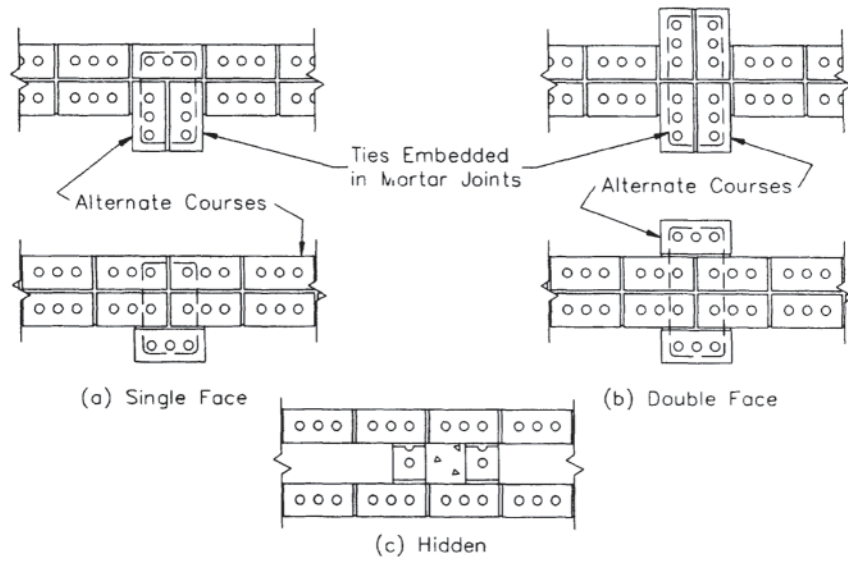 Ties Embedded
in Mortar Joints
Alternate Courses
Alternate Courses
(a) Single Face
(b) Double Face
(c) Hidden